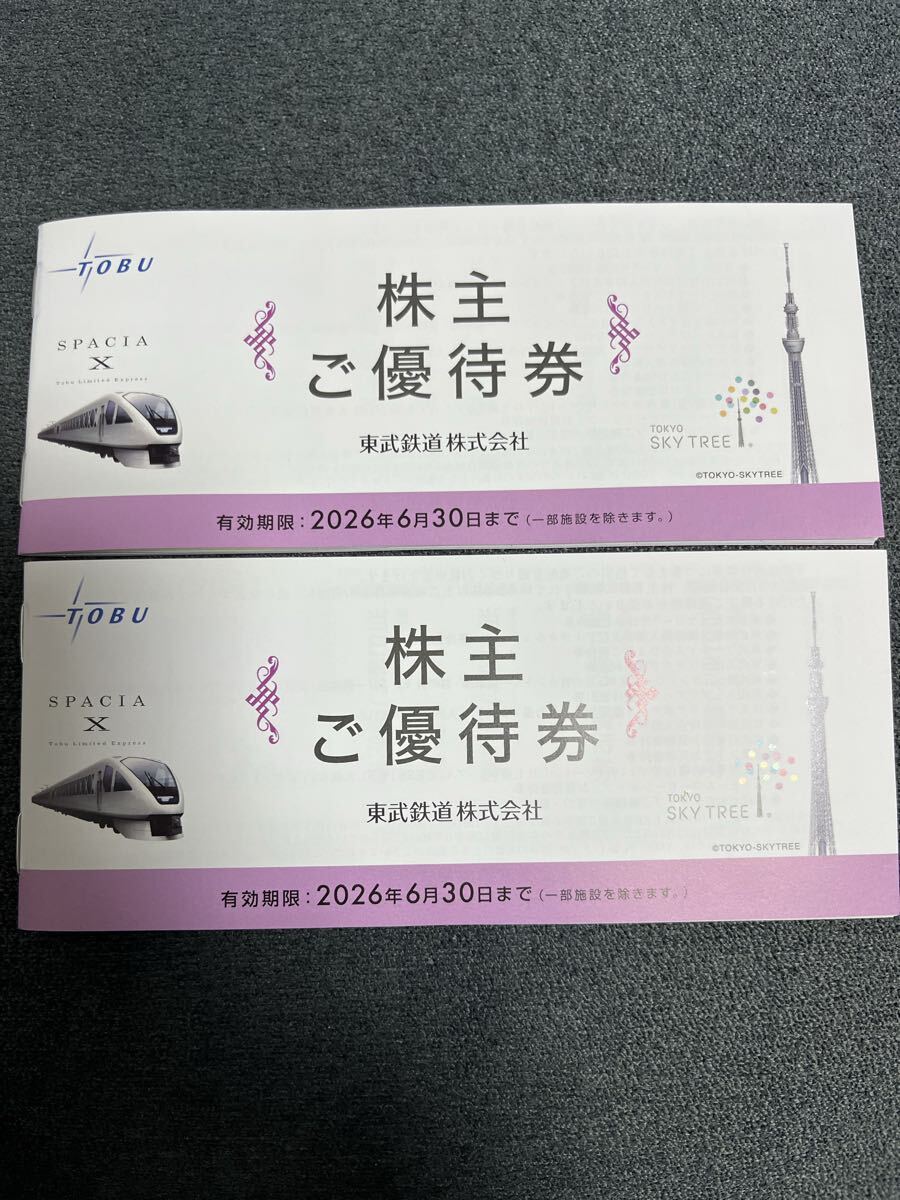 TOBU
SPACIA
X
Tobu Limited Express
株主
ご優待券
東武鉄道株式会社
TOKYO
SKYTREE®
©TOKYO-SKYTREE
有効期限：2026年6月30日まで（一部施設を除きます。）
TOBU
SPACIA
X
Tobu Limited Express
株主
ご優待券
東武鉄道株式会社
TOKYO
SKYTREE®
©TOKYO-SKYTREE
有効期限：2026年6月30日まで（一部施設を除きます。）